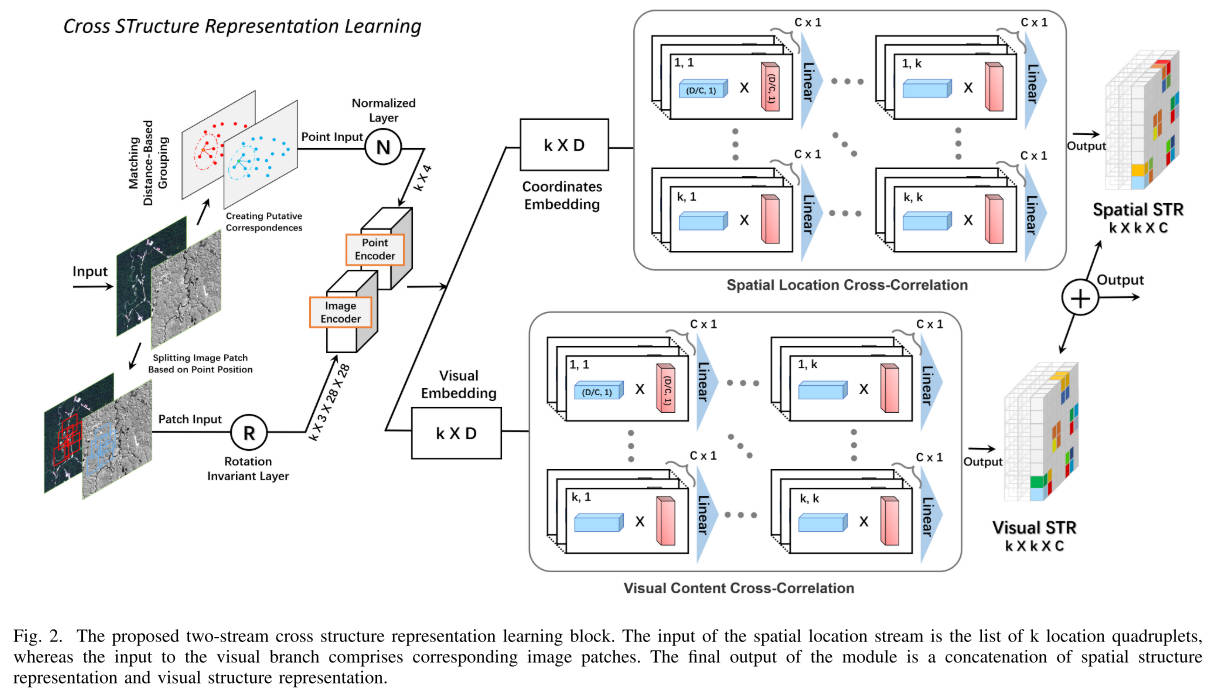 Cross STructure Representation Learning
Matching
Distance-Based
Grouping
Point Input
Normalized
Layer
N
k X 4
Creating Putative
Correspondences
Input
Point
Encoder
Image
Encoder
Splitting Image Patch
Based on Point Position
Patch Input
R
Rotation
Invariant Layer
k X 3 X 28 X 28
k X D
Coordinates
Embedding
Visual
Embedding
k X D
C x 1
1, 1
(D/C, 1)
X
(D/C, 1)
Linear
C x 1
1, k
X
Linear
C x 1
k, 1
X
Linear
C x 1
k, k
X
Linear
Spatial Location Cross-Correlation
Output
Spatial STR
k X k X C
C x 1
1, 1
(D/C, 1)
X
(D/C, 1)
Linear
C x 1
1, k
X
Linear
C x 1
k, 1
X
Linear
C x 1
k, k
X
Linear
Visual Content Cross-Correlation
Output
Visual STR
k X k X C
+
Output
Fig. 2. The proposed two-stream cross structure representation learning block. The input of the spatial location stream is the list of k location quadruplets,
whereas the input to the visual branch comprises corresponding image patches. The final output of the module is a concatenation of spatial structure
representation and visual structure representation.